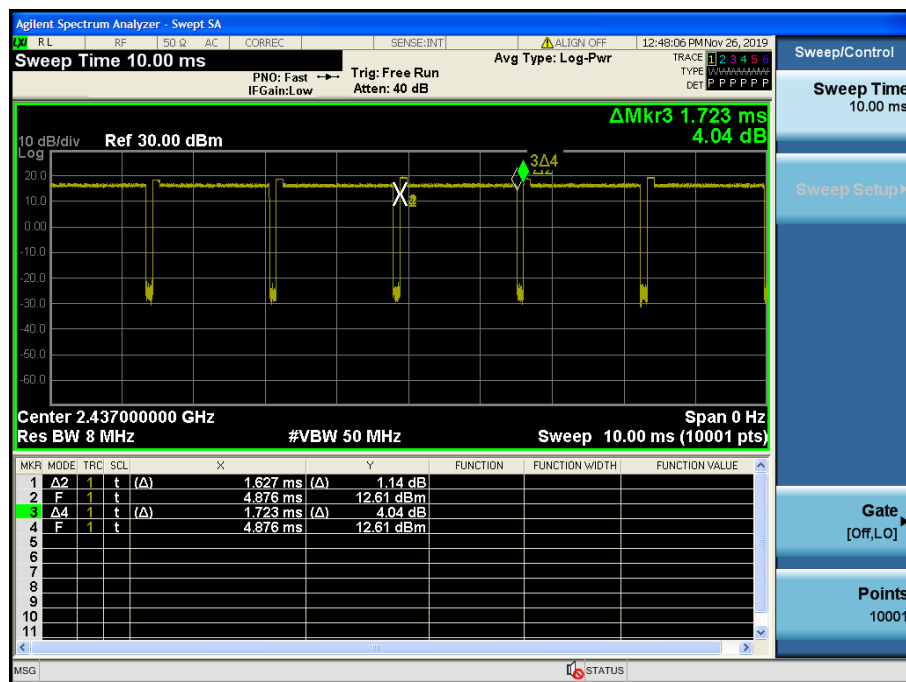 Agilent Spectrum Analyzer - Swept SA
LXI RL RF 50 Ω AC CORREC SENSE:INT ALIGN OFF 12:48:06 PM Nov 26, 2019
Sweep Time 10.00 ms
PNO: Fast
IFGain:Low
Trig: Free Run
Atten: 40 dB
Avg Type: Log-Pwr
TRACE 1 2 3 4 5 6
TYPE WWWWWW
DET P P P P P P
ΔMkr3 1.723 ms
4.04 dB
10 dB/div Ref 30.00 dBm
Log
3Δ4
20.0
10.0
0.00
-10.0
-20.0
-30.0
-40.0
-50.0
-60.0
Center 2.437000000 GHz Span 0 Hz
Res BW 8 MHz #VBW 50 MHz Sweep 10.00 ms (10001 pts)
MKR MODE TRC SCL X Y FUNCTION FUNCTION WIDTH FUNCTION VALUE
1 Δ2 1 t (Δ) 1.627 ms (Δ) 1.14 dB
2 F 1 t 4.876 ms 12.61 dBm
3 Δ4 1 t (Δ) 1.723 ms (Δ) 4.04 dB
4 F 1 t 4.876 ms 12.61 dBm
5
6
7
8
9
10
11
MSG STATUS
Sweep/Control
Sweep Time
10.00 ms
Sweep Setup
Gate
[Off,LO]
Points
10001